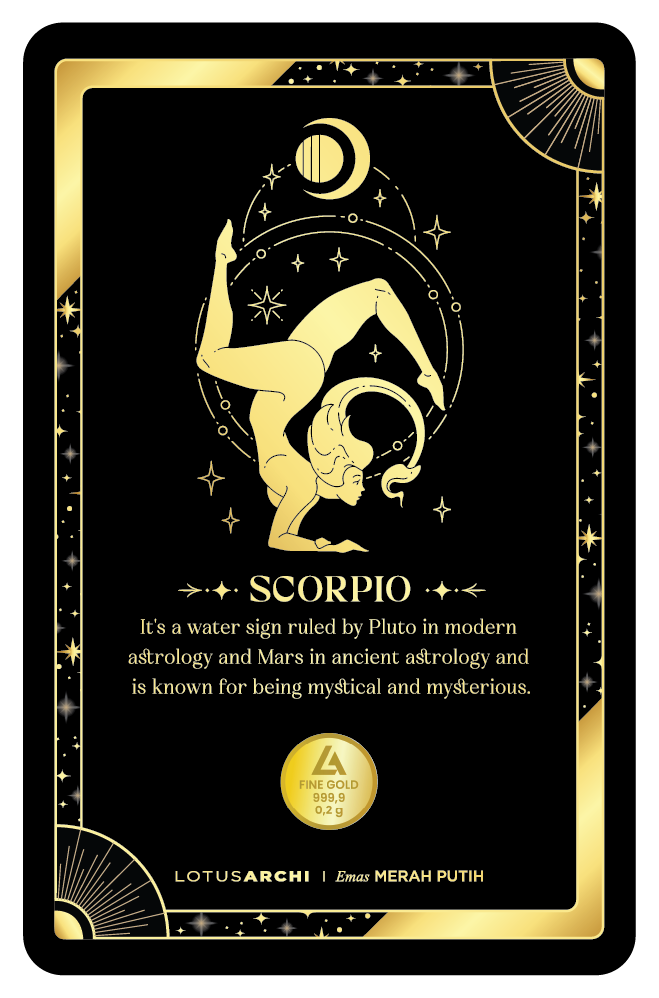 SCORPIO
It's a water sign ruled by Pluto in modern
astrology and Mars in ancient astrology and
is known for being mystical and mysterious.
LA
FINE GOLD
999,9
0,2 g
LOTUSARCHI | Emas MERAH PUTIH